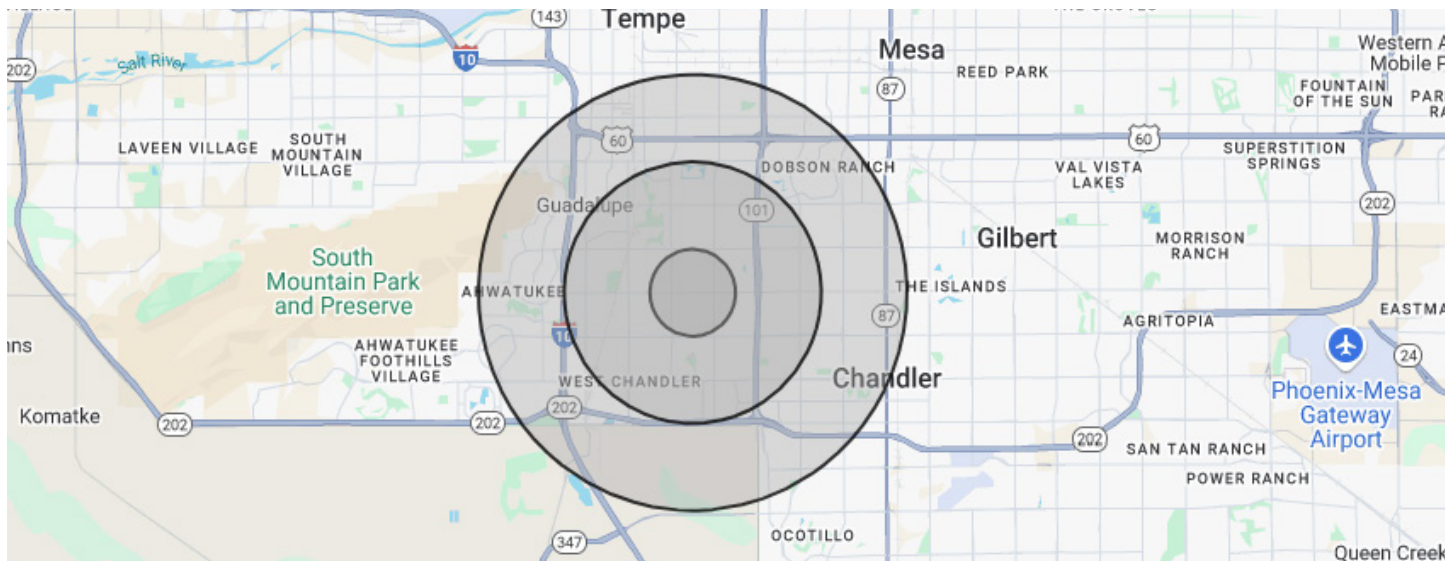 143
Tempe
Mesa
Western A
Mobile P
10
Salt River
202
REED PARK
87
FOUNTAIN
OF THE SUN
60
60
LAVEEN VILLAGE
SOUTH
MOUNTAIN
VILLAGE
DOBSON RANCH
VAL VISTA
LAKES
SUPERSTITION
SPRINGS
Guadalupe
101
202
South
Mountain Park
and Preserve
Gilbert
MORRISON
RANCH
AHWATUKEE
THE ISLANDS
87
AGRITOPIA
EASTMA
10
AHWATUKEE
FOOTHILLS
VILLAGE
24
WEST CHANDLER
Chandler
Phoenix-Mesa
Gateway
Airport
Komatke
202
202
202
202
SAN TAN RANCH
POWER RANCH
347
OCOTILLO
Queen Creek